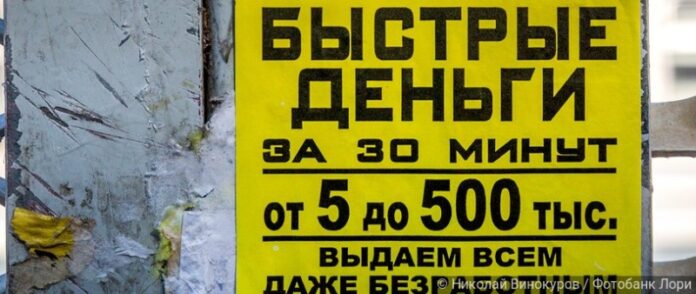 БЫСТРЫЕ
ДЕНЬГИ
ЗА 30 МИНУТ
от 5 до 500 тыс.
ВЫДАЕМ ВСЕМ
ДАЖЕ
© Николай Винокуров / Фотобанк Лори